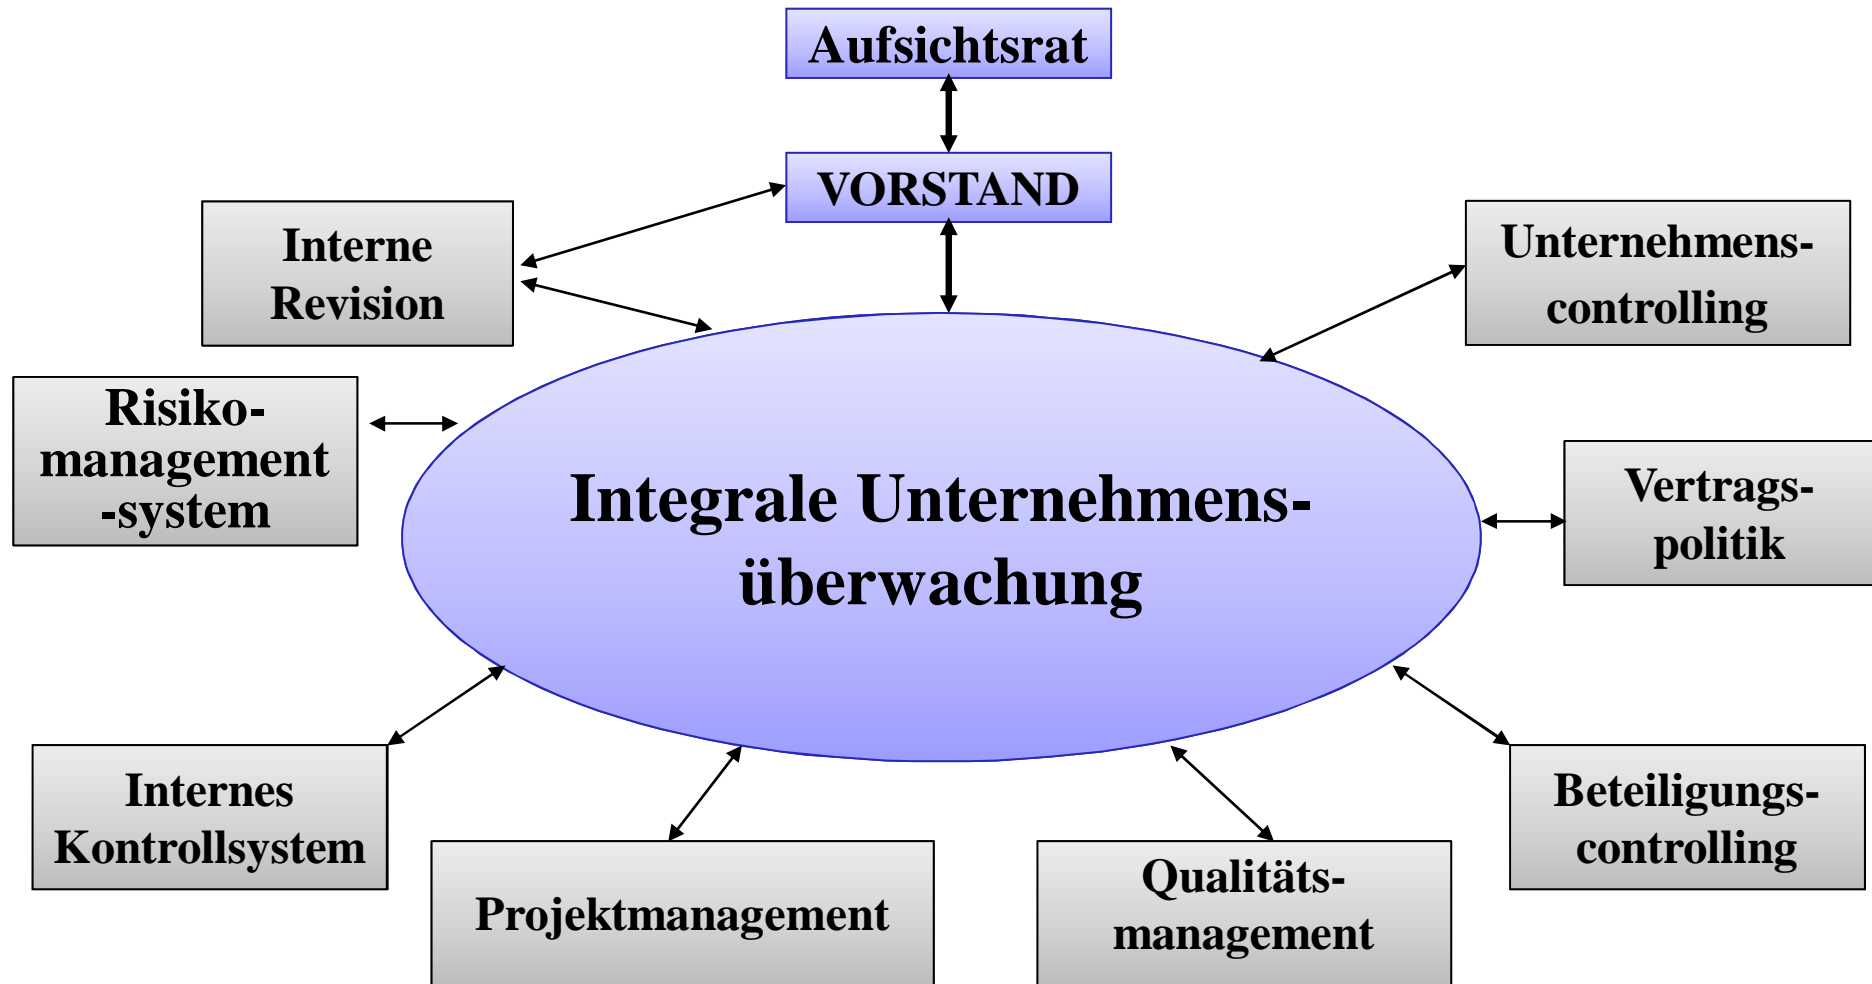 Aufsichtsrat
VORSTAND
Interne
Revision
Unternehmens-
controlling
Risiko-
management
-system
Integrale Unternehmens-
überwachung
Vertrags-
politik
Internes
Kontrollsystem
Projektmanagement
Qualitäts-
management
Beteiligungs-
controlling